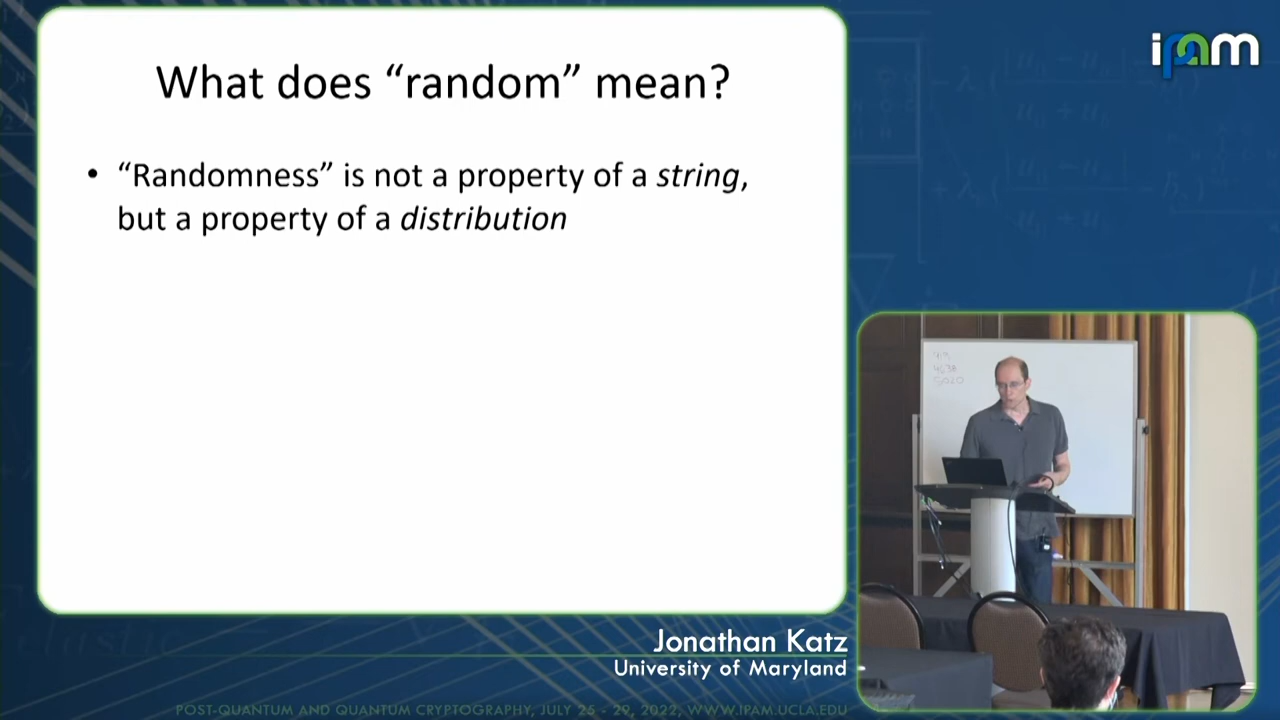 What does “random” mean?
• “Randomness” is not a property of a string,
but a property of a distribution
ipam
Jonathan Katz
University of Maryland
POST-QUANTUM AND QUANTUM CRYPTOGRAPHY, JULY 25 - 29, 2022, WWW.IPAM.UCLA.EDU